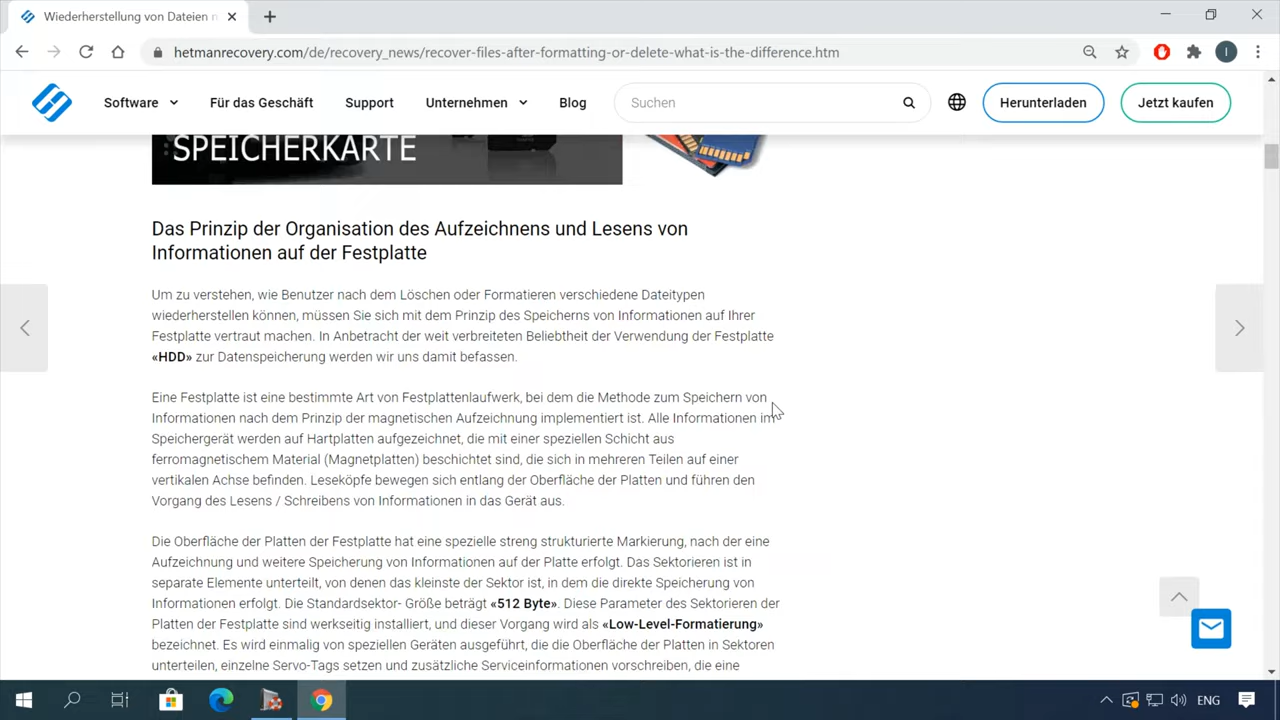 Wiederherstellung von Dateien n
hetmanrecovery.com/de/recovery_news/recover-files-after-formatting-or-delete-what-is-the-difference.htm
I
Software Für das Geschäft Support Unternehmen Blog Suchen Herunterladen Jetzt kaufen
SPEICHERKARTE
Das Prinzip der Organisation des Aufzeichnens und Lesens von
Informationen auf der Festplatte
Um zu verstehen, wie Benutzer nach dem Löschen oder Formatieren verschiedene Dateitypen
wiederherstellen können, müssen Sie sich mit dem Prinzip des Speicherns von Informationen auf Ihrer
Festplatte vertraut machen. In Anbetracht der weit verbreiteten Beliebtheit der Verwendung der Festplatte
«HDD» zur Datenspeicherung werden wir uns damit befassen.
Eine Festplatte ist eine bestimmte Art von Festplattenlaufwerk, bei dem die Methode zum Speichern von
Informationen nach dem Prinzip der magnetischen Aufzeichnung implementiert ist. Alle Informationen im
Speichergerät werden auf Hartplatten aufgezeichnet, die mit einer speziellen Schicht aus
ferromagnetischem Material (Magnetplatten) beschichtet sind, die sich in mehreren Teilen auf einer
vertikalen Achse befinden. Leseköpfe bewegen sich entlang der Oberfläche der Platten und führen den
Vorgang des Lesens / Schreibens von Informationen in das Gerät aus.
Die Oberfläche der Platten der Festplatte hat eine spezielle streng strukturierte Markierung, nach der eine
Aufzeichnung und weitere Speicherung von Informationen auf der Platte erfolgt. Das Sektorieren ist in
separate Elemente unterteilt, von denen das kleinste der Sektor ist, in dem die direkte Speicherung von
Informationen erfolgt. Die Standardsektor- Größe beträgt «512 Byte». Diese Parameter des Sektorieren der
Platten der Festplatte sind werkseitig installiert, und dieser Vorgang wird als «Low-Level-Formatierung»
bezeichnet. Es wird einmalig von speziellen Geräten ausgeführt, die die Oberfläche der Platten in Sektoren
unterteilen, einzelne Servo-Tags setzen und zusätzliche Serviceinformationen vorschreiben, die eine
ENG